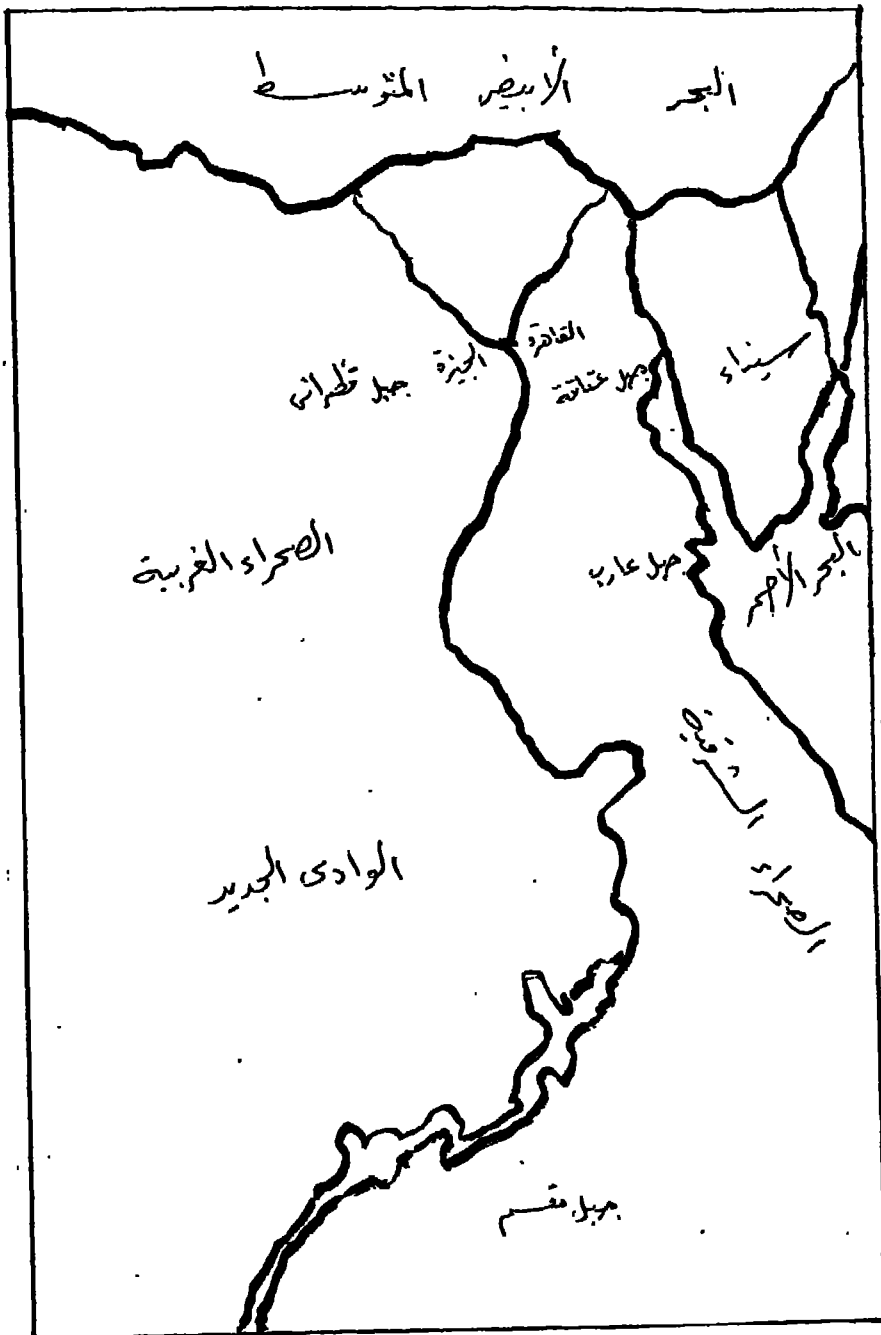 البحر الأبيض المتوسط
القاهرة
الجيزة
جبل قطرانى
جبل عتاقة
سيناء
الصحراء الغربية
جبل غارب
البحر الأحمر
الصحراء الشرقية
الوادى الجديد
جبل مقسم